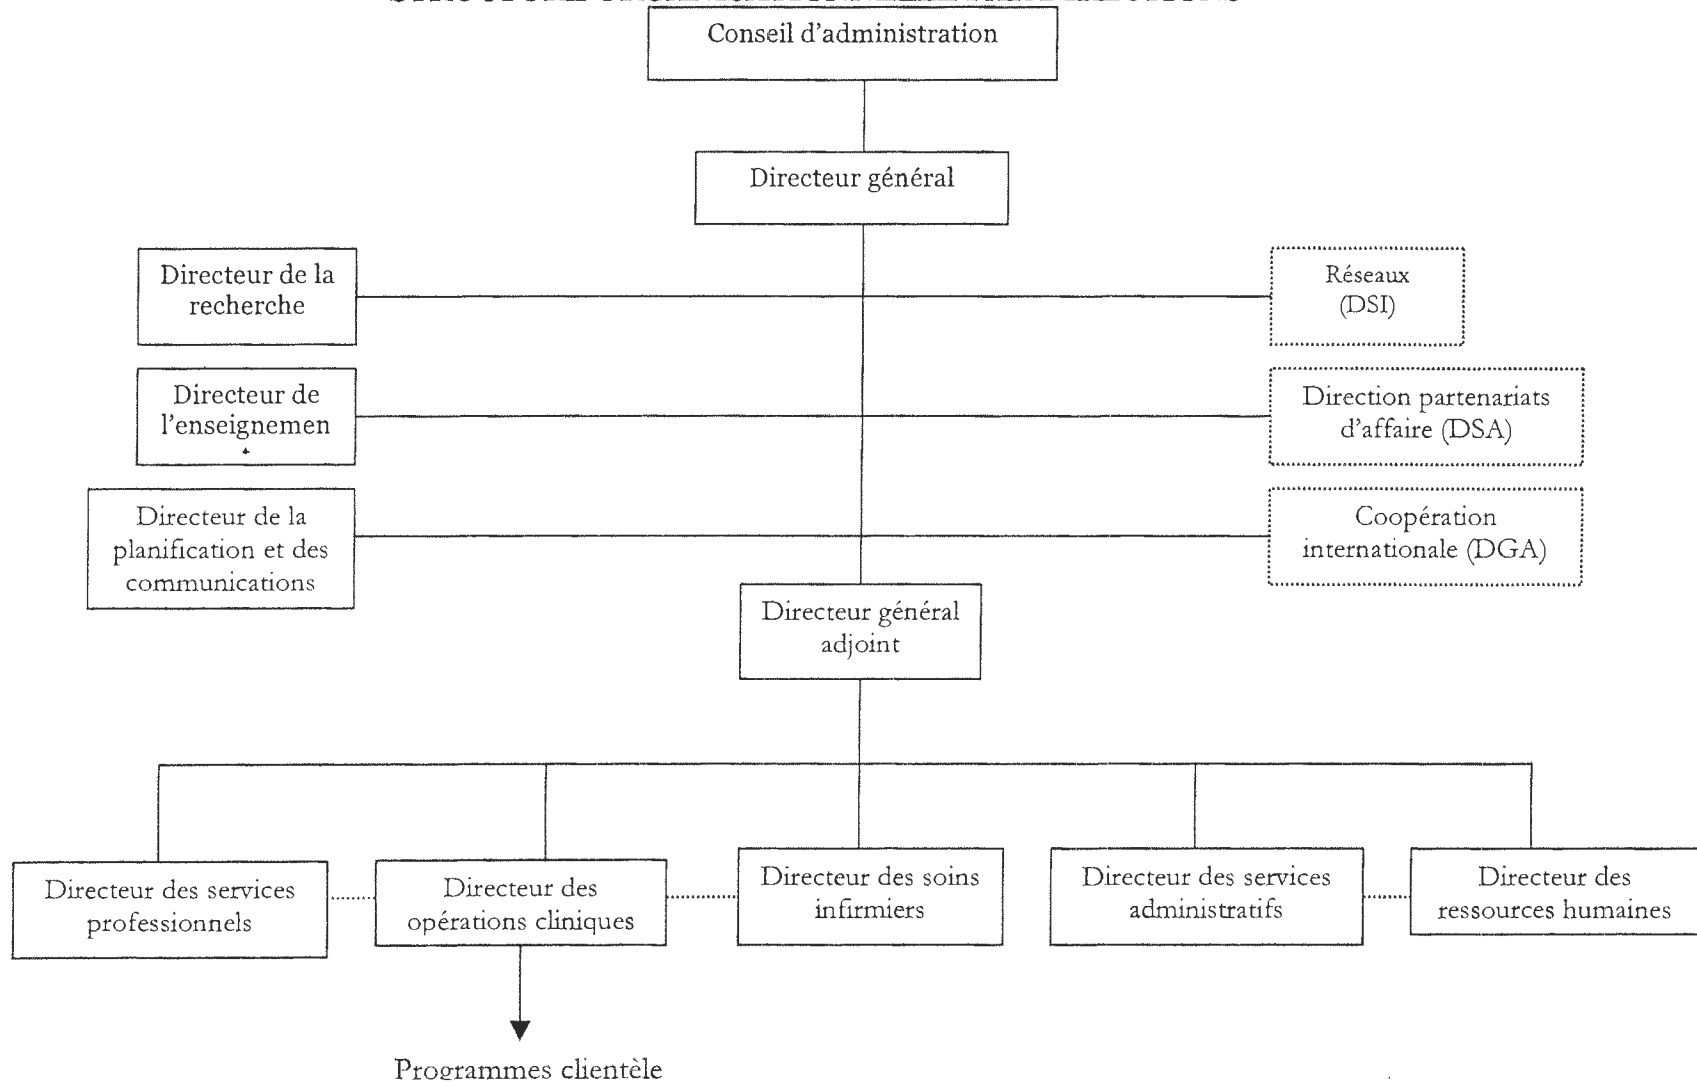 Conseil d'administration
Directeur général
Directeur de la
recherche
Réseaux
(DSI)
Directeur de
l'enseignemen
Direction partenariats
d'affaire (DSA)
Directeur de la
planification et des
communications
Coopération
internationale (DGA)
Directeur général
adjoint
Directeur des services
professionnels
Directeur des
opérations cliniques
Directeur des soins
infirmiers
Directeur des services
administratifs
Directeur des
ressources humaines
Programmes clientèle